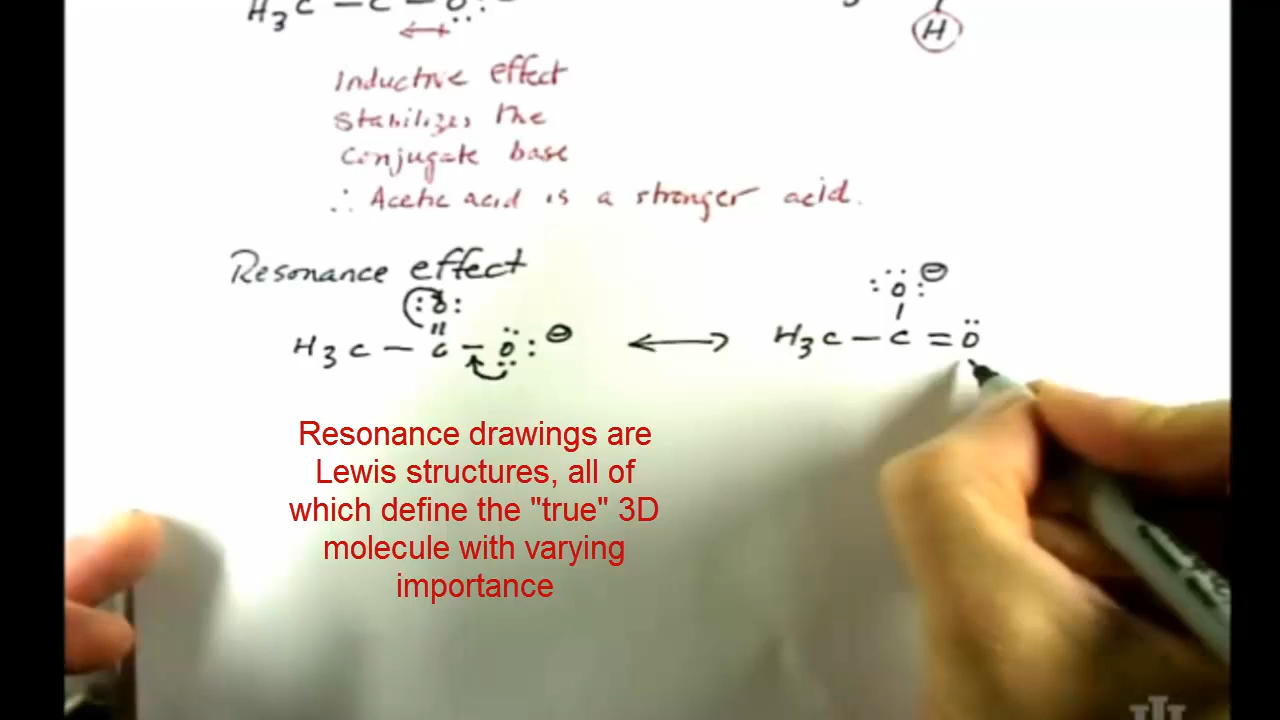 H3C – C – O:
H
Inductive effect
stabilizes the
conjugate base
∴ Acetic acid is a stronger acid.
Resonance effect
:O: :O: ⊖
H3C – C – O: ⊖ ⟷ H3C – C = O
Resonance drawings are
Lewis structures, all of
which define the "true" 3D
molecule with varying
importance